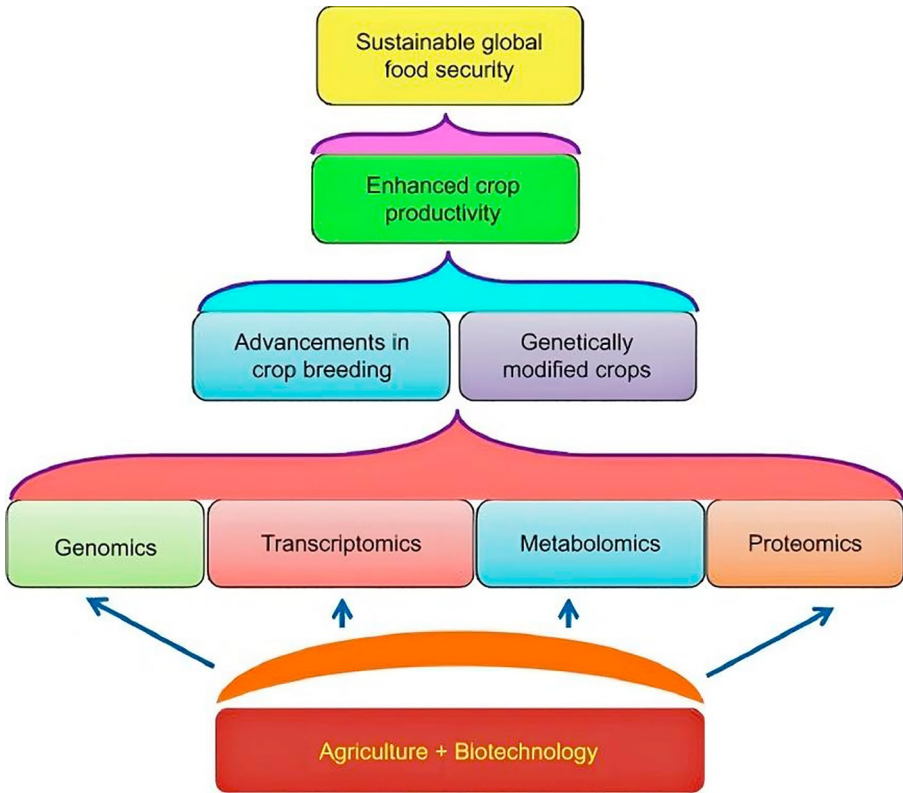 Sustainable global
food security
Enhanced crop
productivity
Advancements in
crop breeding
Genetically
modified crops
Genomics
Transcriptomics
Metabolomics
Proteomics
Agriculture + Biotechnology